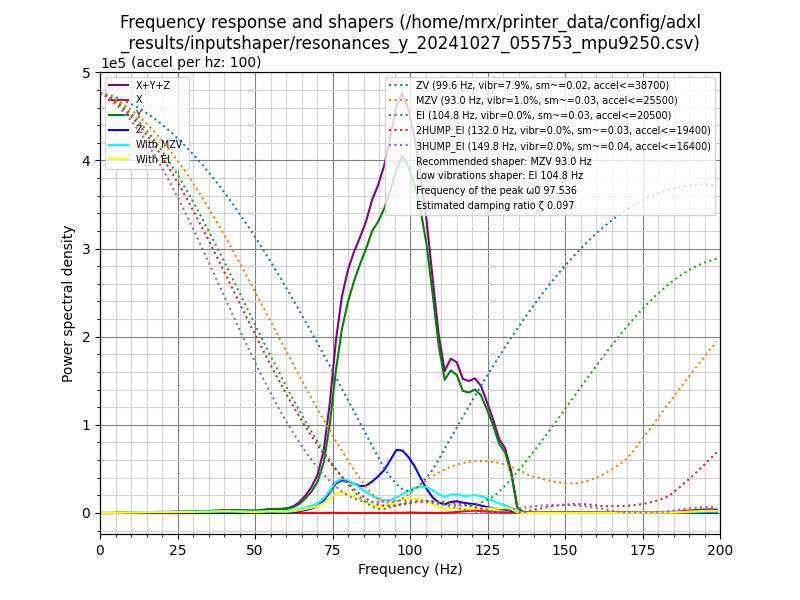 Frequency response and shapers (/home/mrx/printer_data/config/adxl
_results/inputshaper/resonances_y_20241027_055753_mpu9250.csv)
1e5 (accel per hz: 100)
X+Y+Z
X
Y
Z
With MZV
With EI
ZV (99.6 Hz, vibr=7.9%, sm~=0.02, accel<=38700)
MZV (93.0 Hz, vibr=1.0%, sm~=0.03, accel<=25500)
EI (104.8 Hz, vibr=0.0%, sm~=0.03, accel<=20500)
2HUMP_EI (132.0 Hz, vibr=0.0%, sm~=0.03, accel<=19400)
3HUMP_EI (149.8 Hz, vibr=0.0%, sm~=0.04, accel<=16400)
Recommended shaper: MZV 93.0 Hz
Low vibrations shaper: EI 104.8 Hz
Frequency of the peak ω0 97.536
Estimated damping ratio ζ 0.097
Power spectral density
5
4
3
2
1
0
0 25 50 75 100 125 150 175 200
Frequency (Hz)